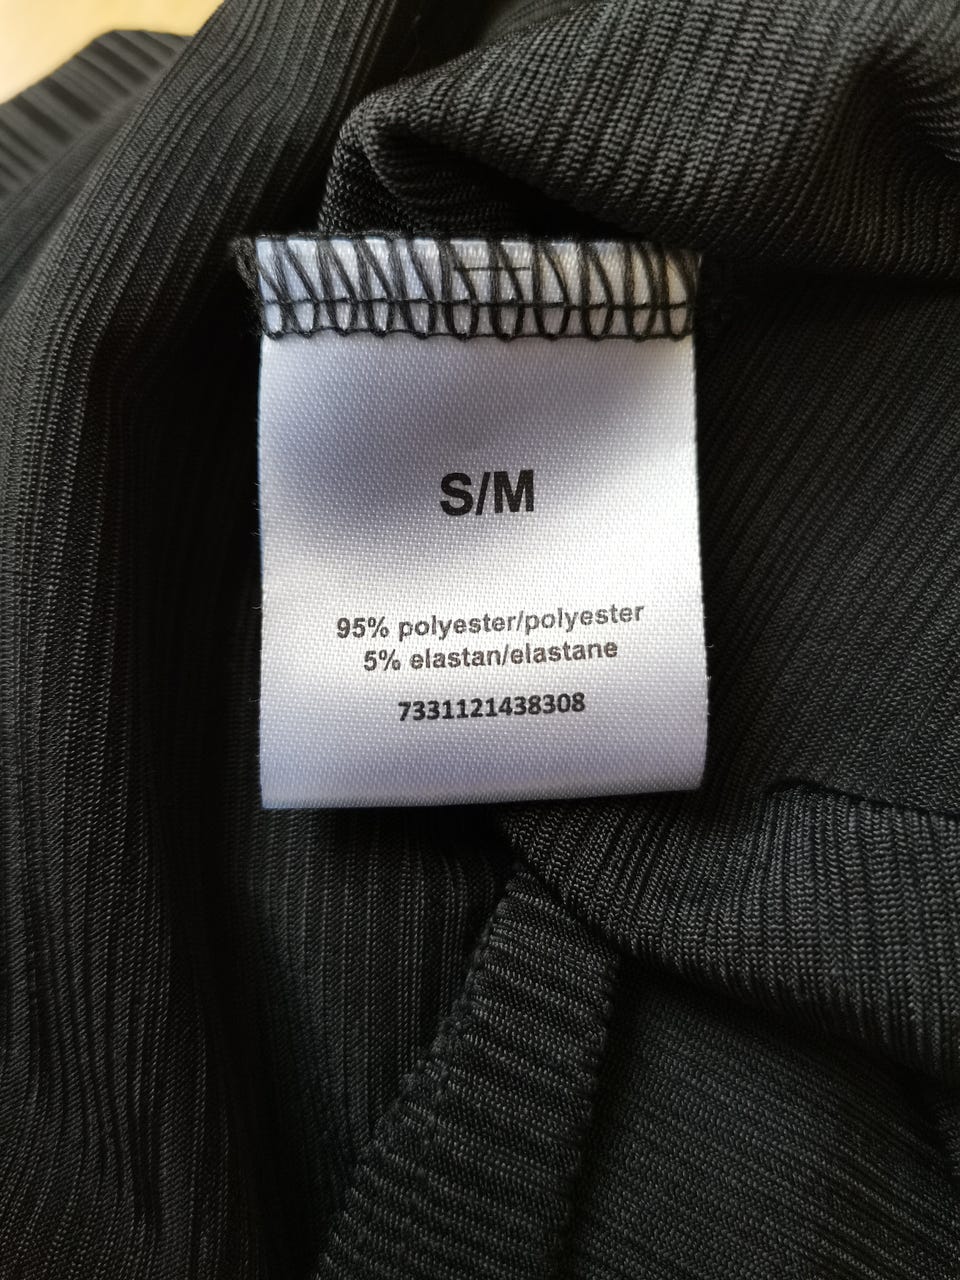 S/M
95% polyester/polyester
5% elastan/elastane
7331121438308